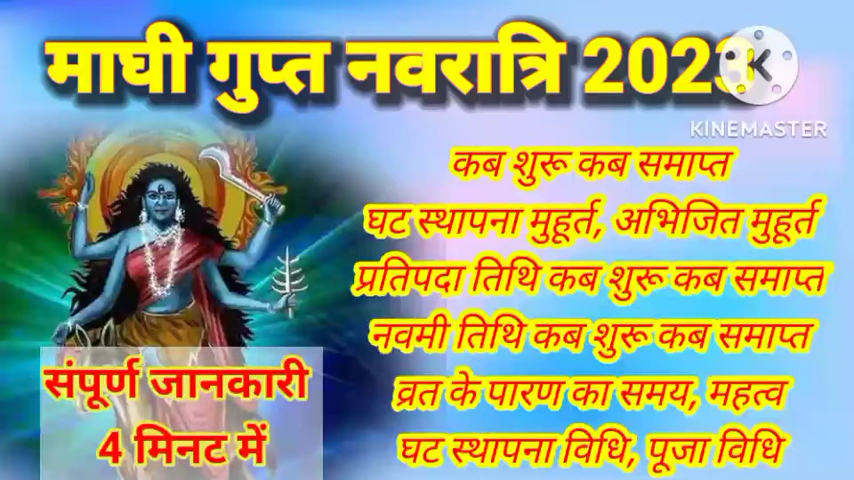 माघी गुप्त नवरात्रि 2023
KINEMASTER
कब शुरू कब समाप्त
घट स्थापना मुहूर्त, अभिजित मुहूर्त
प्रतिपदा तिथि कब शुरू कब समाप्त
नवमी तिथि कब शुरू कब समाप्त
व्रत के पारण का समय, महत्व
घट स्थापना विधि, पूजा विधि
संपूर्ण जानकारी
4 मिनट में